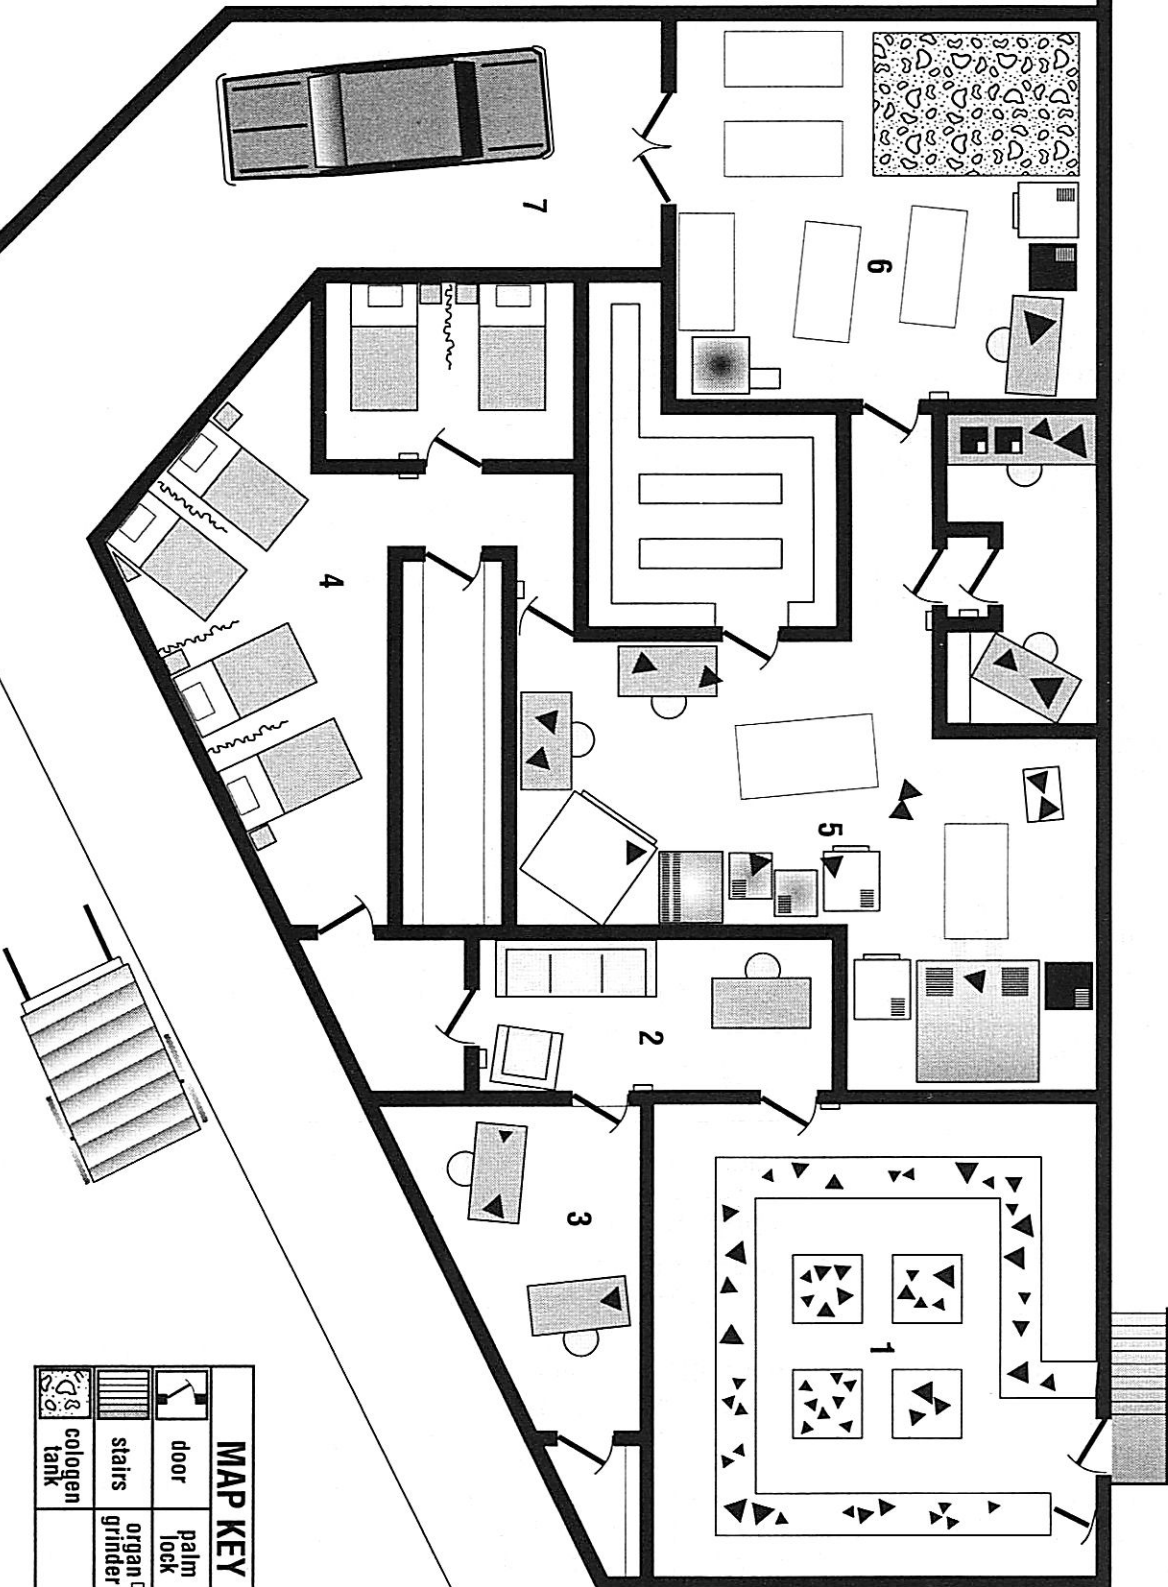 7
6
4
5
2
3
1
MAP KEY
door
palm
lock
stairs
organ
grinder
cologen
tank